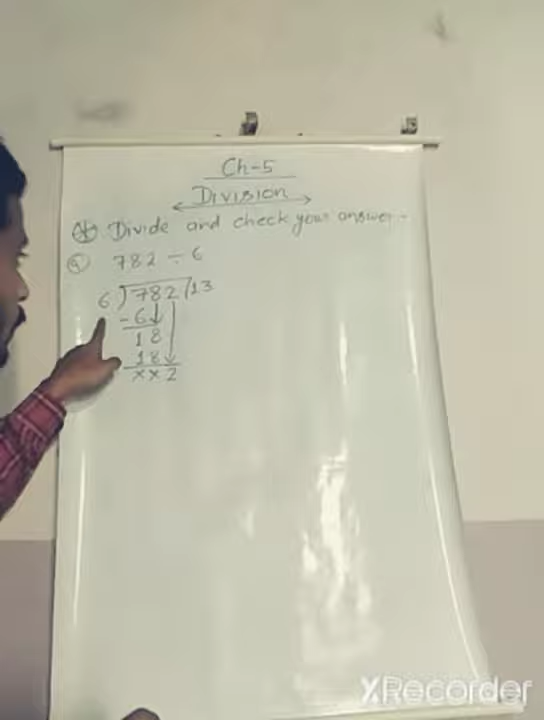 Ch-5
Division
Divide and check your answer-
a 782 ÷ 6
6)782/13
-6↓
18
18↓
××2
XRecorder